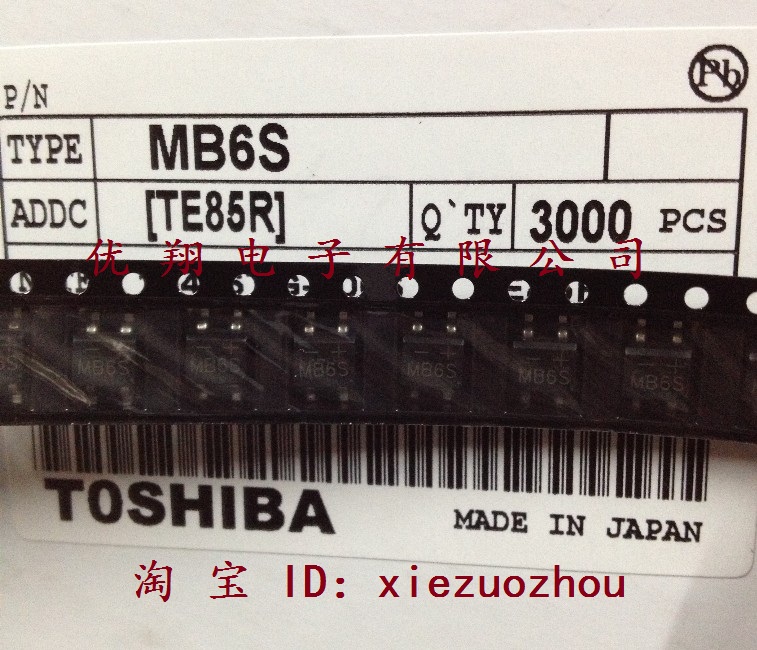 Pb
P/N
TYPE MB6S
ADDC [TE85R] Q`TY 3000 PCS
优翔电子有限公司
MB6S MB6S MB6S MB6S MB6S MB6S
TOSHIBA
MADE IN JAPAN
淘宝 ID: xiezuozhou